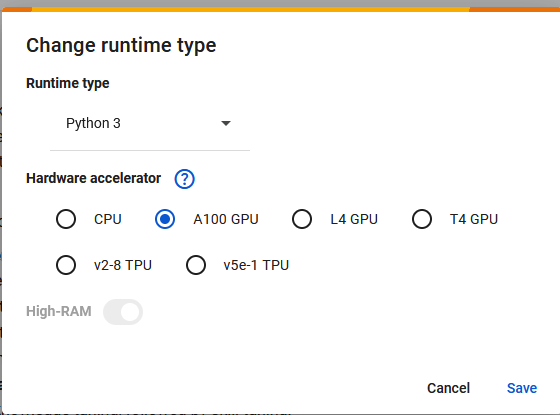 Change runtime type
Runtime type
Python 3
Hardware accelerator
?
CPU A100 GPU L4 GPU T4 GPU
v2-8 TPU v5e-1 TPU
High-RAM
Cancel Save